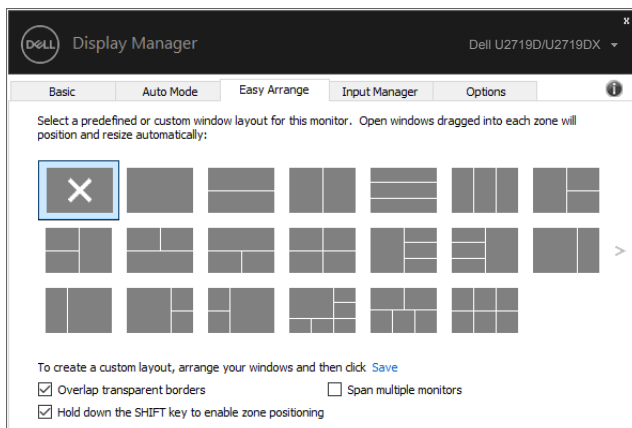 x
DELL Display Manager Dell U2719D/U2719DX
Basic Auto Mode Easy Arrange Input Manager Options i
Select a predefined or custom window layout for this monitor. Open windows dragged into each zone will
position and resize automatically:
To create a custom layout, arrange your windows and then click Save
Overlap transparent borders Span multiple monitors
Hold down the SHIFT key to enable zone positioning